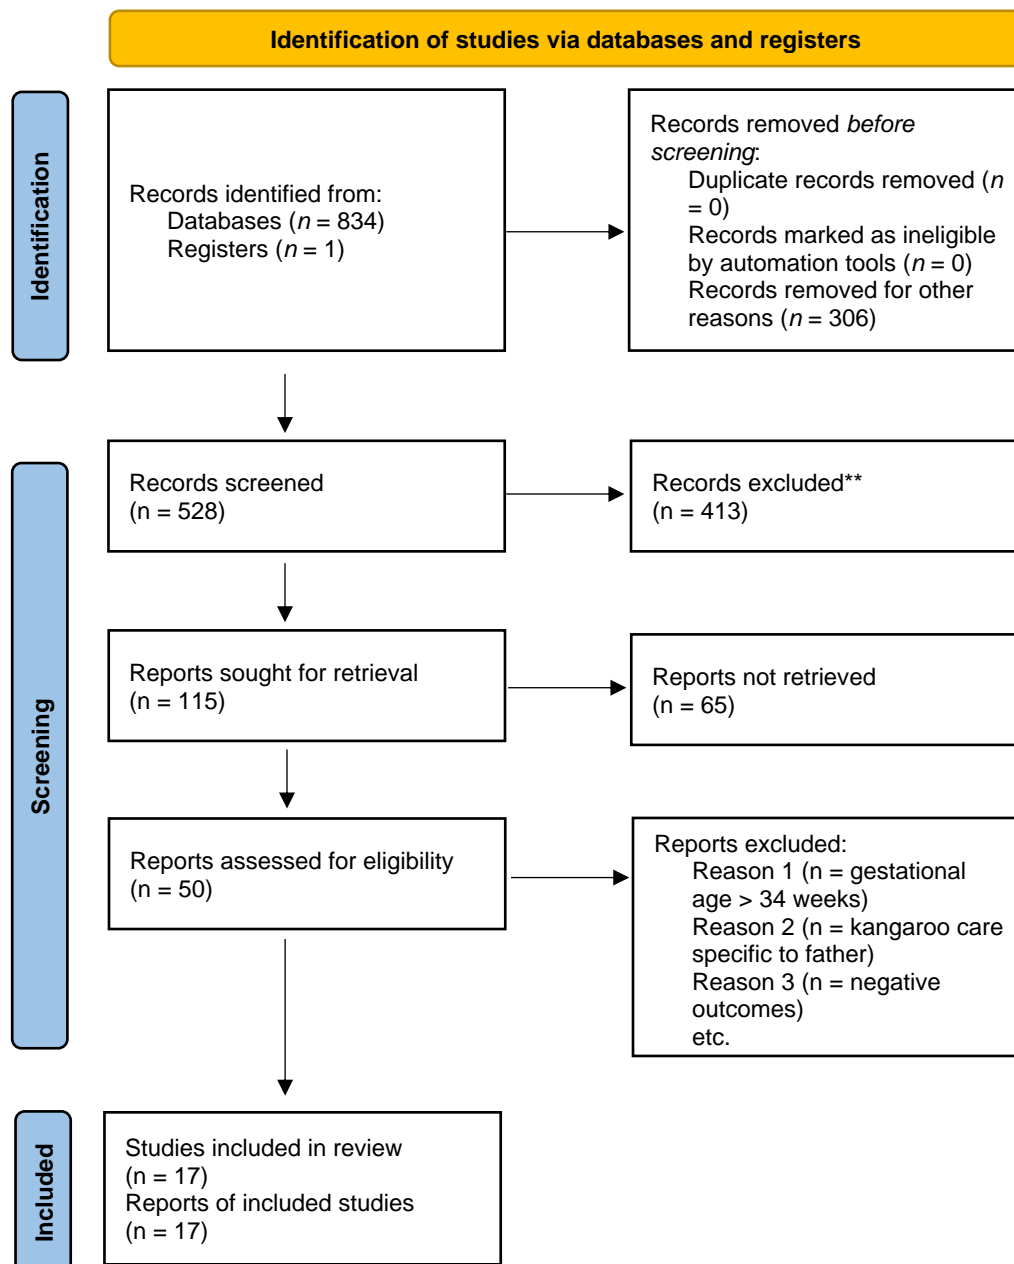 Identification of studies via databases and registers
Identification
Records identified from:
Databases (n = 834)
Registers (n = 1)
Records removed before
screening:
Duplicate records removed (n
= 0)
Records marked as ineligible
by automation tools (n = 0)
Records removed for other
reasons (n = 306)
Screening
Records screened
(n = 528)
Records excluded**
(n = 413)
Reports sought for retrieval
(n = 115)
Reports not retrieved
(n = 65)
Reports assessed for eligibility
(n = 50)
Reports excluded:
Reason 1 (n = gestational
age > 34 weeks)
Reason 2 (n = kangaroo care
specific to father)
Reason 3 (n = negative
outcomes)
etc.
Included
Studies included in review
(n = 17)
Reports of included studies
(n = 17)